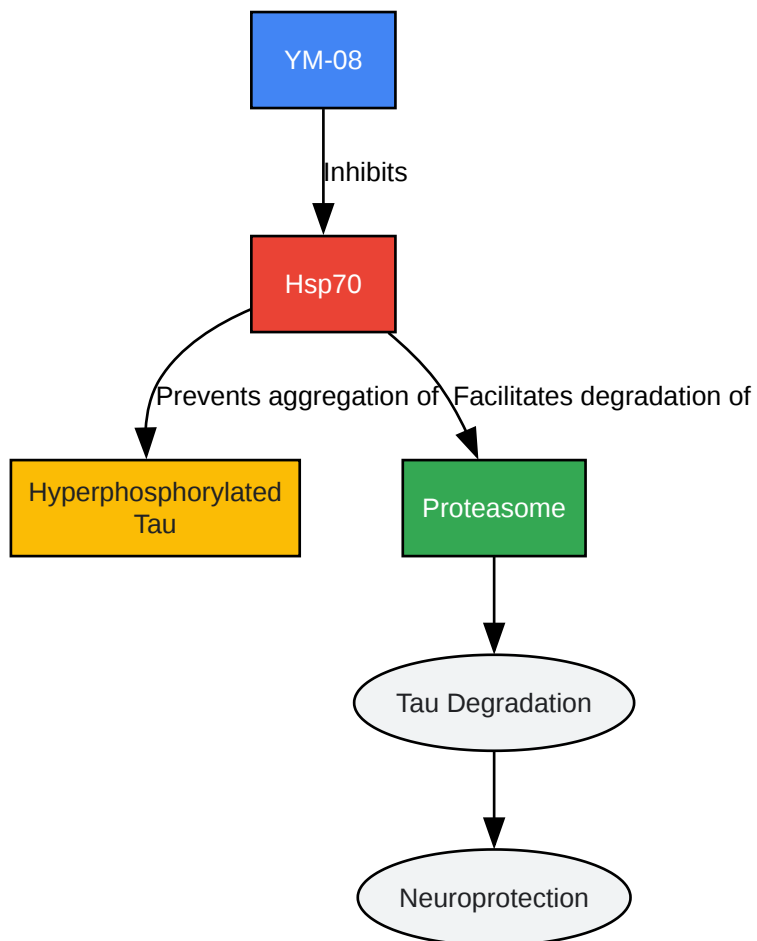 YM-08
Inhibits
Hsp70
Prevents aggregation of
Facilitates degradation of
Hyperphosphorylated
Tau
Proteasome
Tau Degradation
Neuroprotection